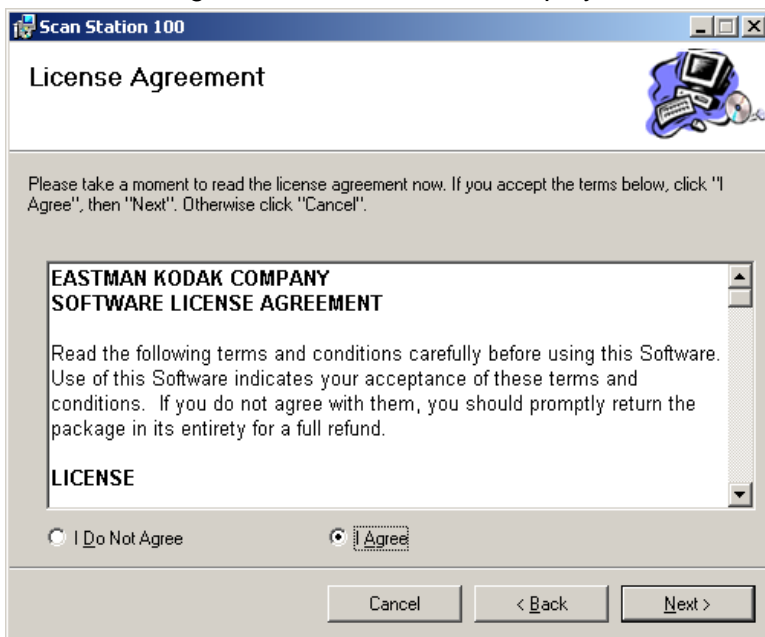 Scan Station 100
License Agreement
Please take a moment to read the license agreement now. If you accept the terms below, click "I
Agree", then "Next". Otherwise click "Cancel".
EASTMAN KODAK COMPANY
SOFTWARE LICENSE AGREEMENT
Read the following terms and conditions carefully before using this Software.
Use of this Software indicates your acceptance of these terms and
conditions.  If you do not agree with them, you should promptly return the
package in its entirety for a full refund.
LICENSE
I Do Not Agree
I Agree
Cancel
< Back
Next >